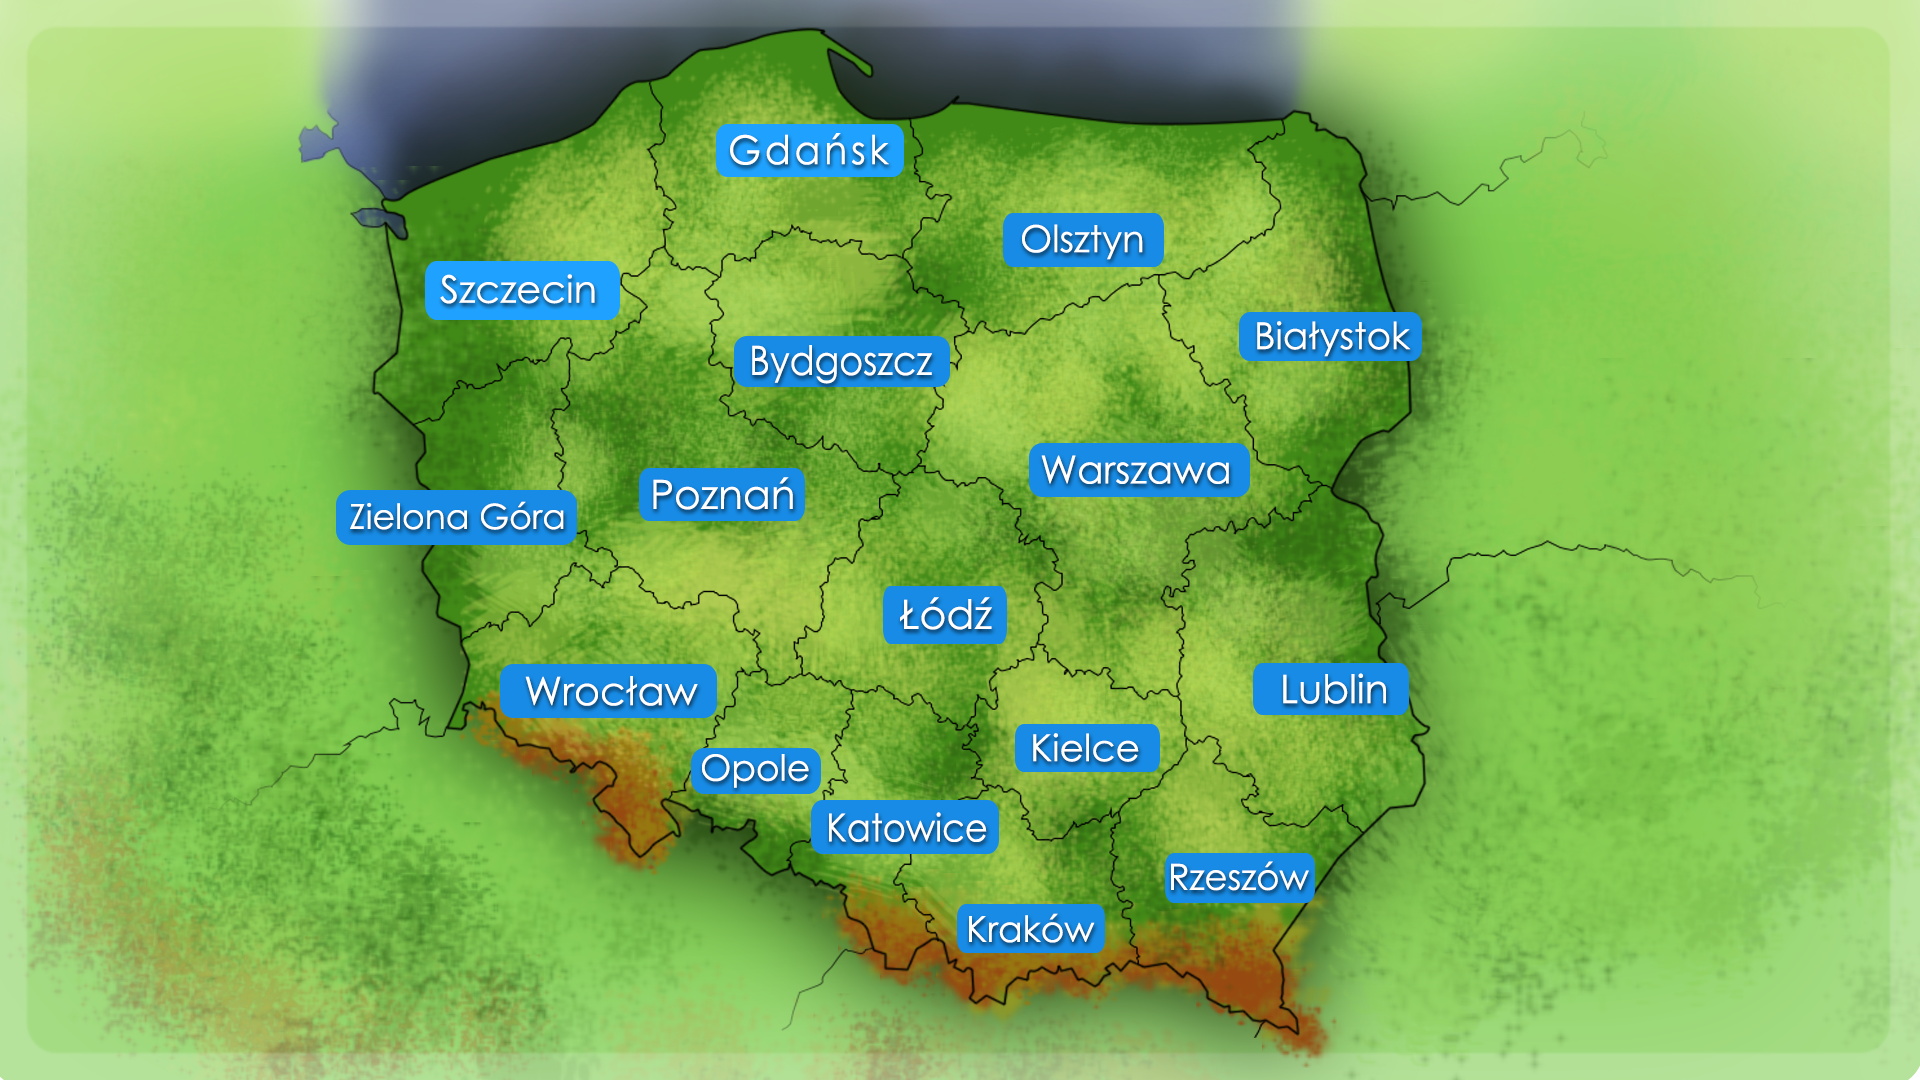 Gdańsk
Olsztyn
Szczecin
Białystok
Bydgoszcz
Warszawa
Poznań
Zielona Góra
Łódź
Wrocław
Lublin
Kielce
Opole
Katowice
Rzeszów
Kraków